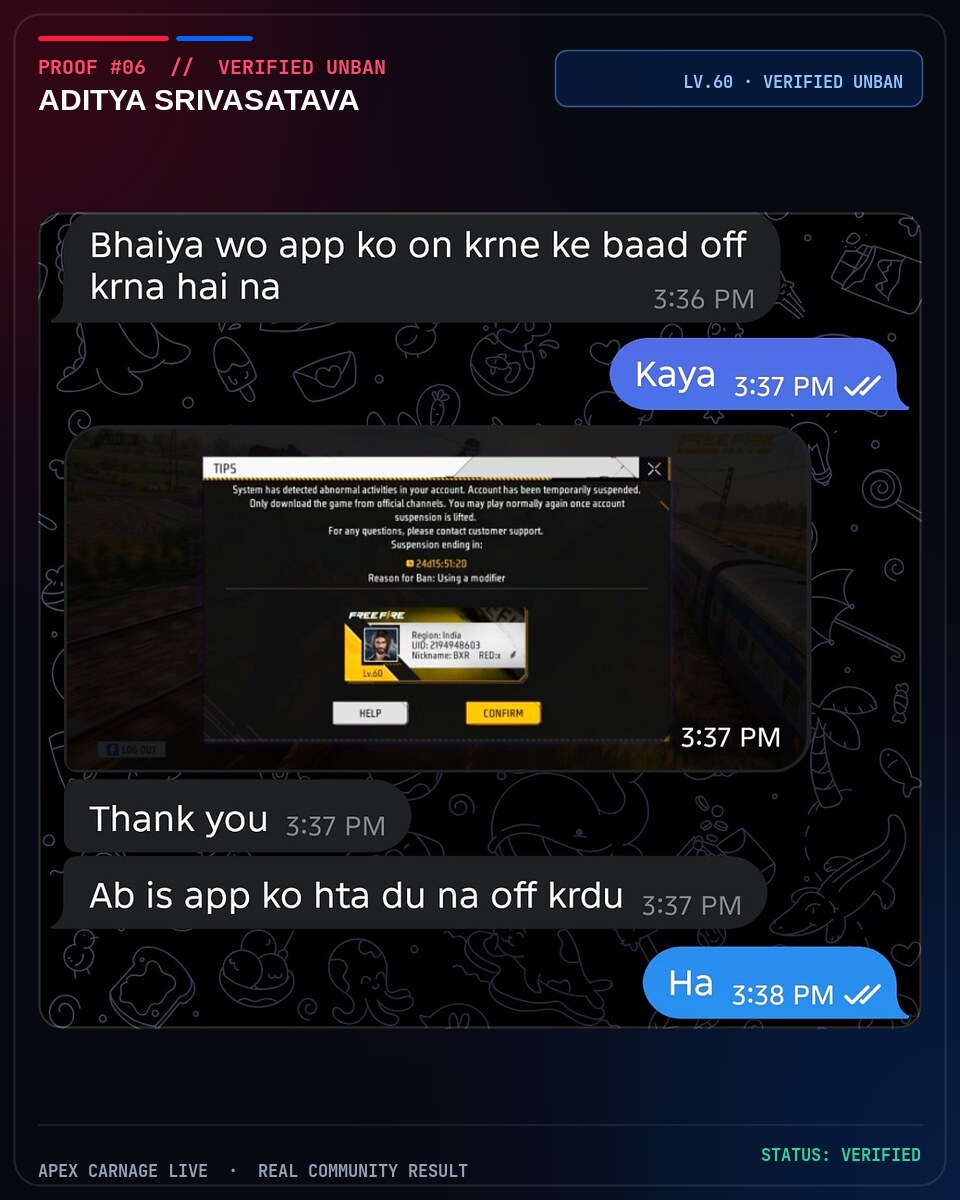 PROOF #06 // VERIFIED UNBAN
ADITYA SRIVASATAVA
LV.60 · VERIFIED UNBAN
Bhaiya wo app ko on krne ke baad off
krna hai na
3:36 PM
Kaya 3:37 PM
FREE FIRE
TIPS
System has detected abnormal activities in your account. Account has been temporarily suspended.
Only download the game from official channels. You may play normally again once account
suspension is lifted.
For any questions, please contact customer support.
Suspension ending in:
24d15:51:20
Reason for Ban: Using a modifier
FREE FIRE
Region: India
UID: 2194948603
Nickname: BXR RED:x
Lv.60
HELP
CONFIRM
LOG OUT
3:37 PM
Thank you 3:37 PM
Ab is app ko hta du na off krdu 3:37 PM
Ha 3:38 PM
STATUS: VERIFIED
APEX CARNAGE LIVE · REAL COMMUNITY RESULT